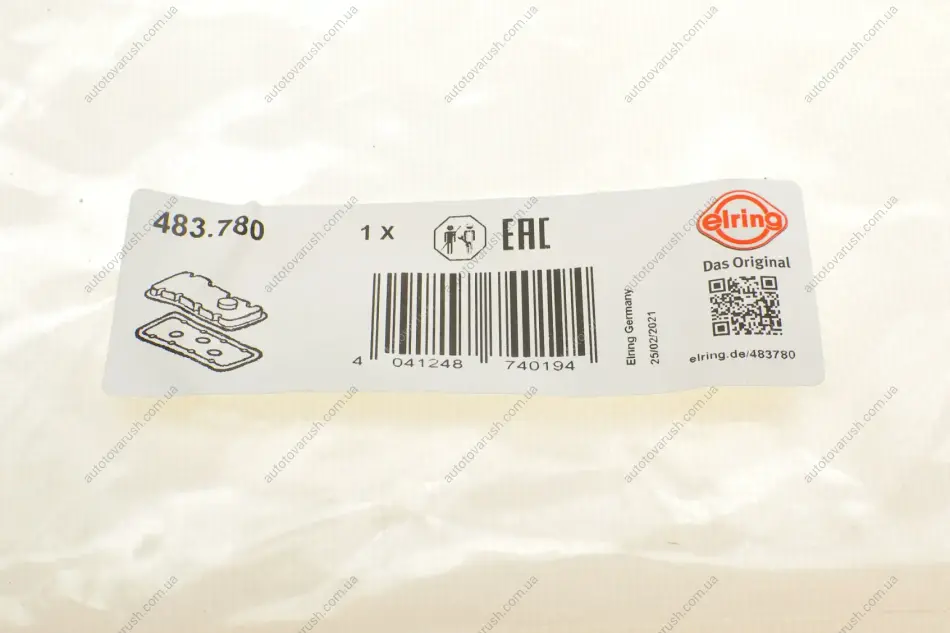 483.780
1 X
EAC
elring
Das Original
elring.de/483780
4 041248 740194
Elring Germany
25/02/2021
autotovarush.com.ua